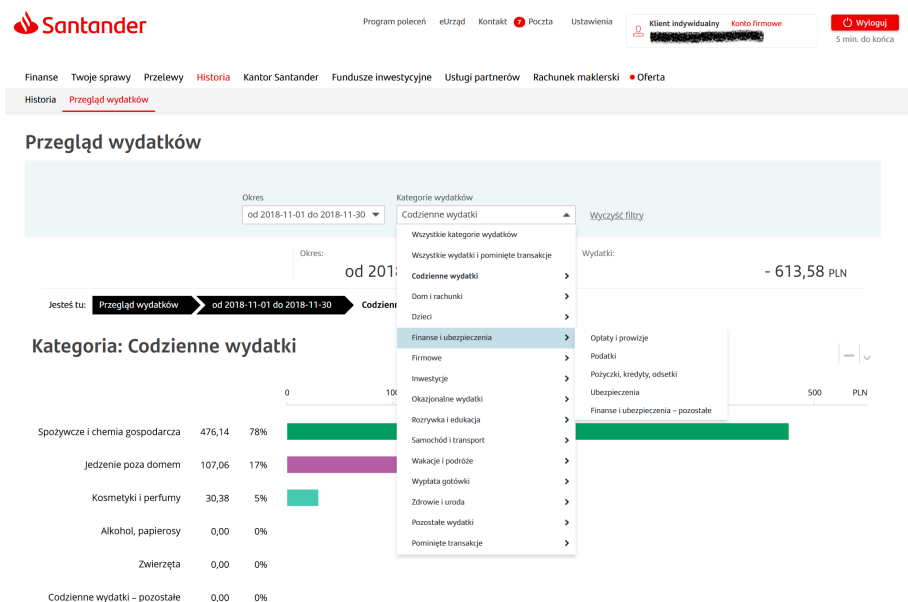 Santander
Program poleceń eUrząd Kontakt 7 Poczta Ustawienia
Klient indywidualny Konto firmowe
Wyloguj
5 min. do końca
Finanse Twoje sprawy Przelewy Historia Kantor Santander Fundusze inwestycyjne Usługi partnerów Rachunek maklerski Oferta
Historia Przegląd wydatków
Przegląd wydatków
Okres Kategorie wydatków
od 2018-11-01 do 2018-11-30 Codzienne wydatki Wyczyść filtry
Wszystkie kategorie wydatków
Wszystkie wydatki i pominięte transakcje
Codzienne wydatki
Dom i rachunki
Dzieci
Finanse i ubezpieczenia
Firmowe
Inwestycje
Okazjonalne wydatki
Rozrywka i edukacja
Samochód i transport
Wakacje i podróże
Wypłata gotówki
Zdrowie i uroda
Pozostałe wydatki
Pominięte transakcje
Opłaty i prowizje
Podatki
Pożyczki, kredyty, odsetki
Ubezpieczenia
Finanse i ubezpieczenia – pozostałe
Okres: Wydatki:
od 201 - 613,58 PLN
Jesteś tu: Przegląd wydatków od 2018-11-01 do 2018-11-30 Codzien
Kategoria: Codzienne wydatki
0 10 500 PLN
Spożywcze i chemia gospodarcza 476,14 78%
Jedzenie poza domem 107,06 17%
Kosmetyki i perfumy 30,38 5%
Alkohol, papierosy 0,00 0%
Zwierzęta 0,00 0%
Codzienne wydatki – pozostałe 0,00 0%